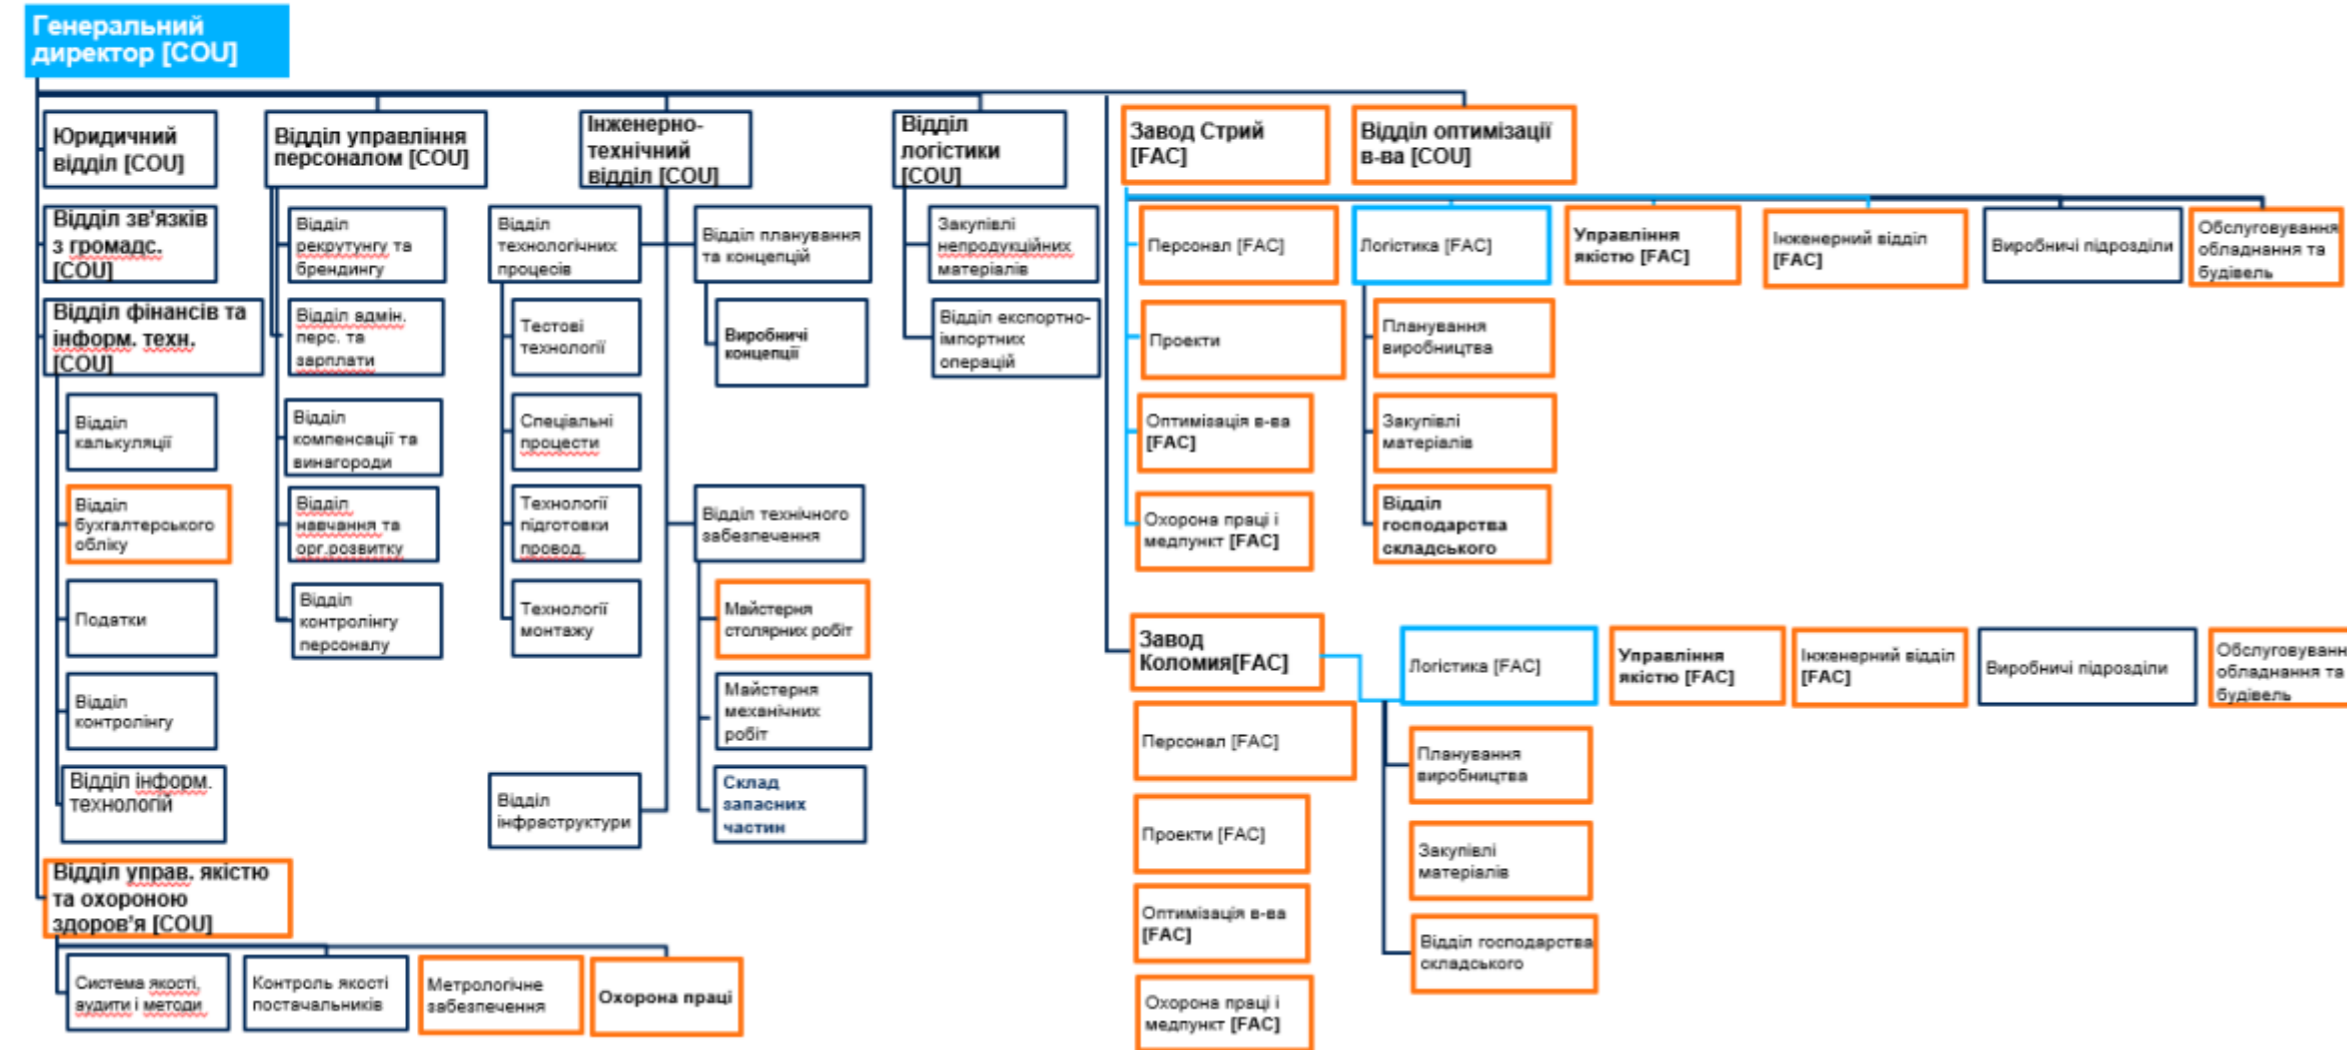 Генеральний
директор [COU]
Юридичний
відділ [COU]
Відділ зв'язків
з громадс.
[COU]
Відділ фінансів та
інформ. техн.
[COU]
Відділ
калькуляції
Відділ
бухгалтерського
обліку
Податки
Відділ
контролінгу
Відділ інформ.
технологій
Відділ управ. якістю
та охороною
здоров'я [COU]
Система якості,
аудити і методи
Контроль якості
постачальників
Метрологічне
забезпечення
Охорона праці
Відділ управління
персоналом [COU]
Відділ
рекрутунгу та
брендингу
Відділ адмін.
перс. та
зарплати
Відділ
компенсації та
винагороди
Відділ
навчання та
орг.розвитку
Відділ
контролінгу
персоналу
Інженерно-
технічний
відділ [COU]
Відділ
технологічних
процесів
Тестові
технології
Спеціальні
процести
Технології
підготовки
провод.
Технології
монтажу
Відділ
інфраструктури
Відділ планування
та концепцій
Виробничі
концепції
Відділ технічного
забезпечення
Майстерня
столярних робіт
Майстерня
механічних
робіт
Склад
запасних
частин
Відділ
логістики
[COU]
Закупівлі
непродукційних
матеріалів
Відділ експортно-
імпортних
операцій
Завод Стрий
[FAC]
Відділ оптимізації
в-ва [COU]
Персонал [FAC]
Проекти
Оптимізація в-ва
[FAC]
Охорона праці і
медпункт [FAC]
Логістика [FAC]
Планування
виробництва
Закупівлі
матеріалів
Відділ
господарства
складського
Управління
якістю [FAC]
Інженерний відділ
[FAC]
Виробничі підрозділи
Обслуговування
обладнання та
будівель
Завод
Коломия[FAC]
Персонал [FAC]
Проекти [FAC]
Оптимізація в-ва
[FAC]
Охорона праці і
медпункт [FAC]
Логістика [FAC]
Планування
виробництва
Закупівлі
матеріалів
Відділ господарства
складського
Управління
якістю [FAC]
Інженерний відділ
[FAC]
Виробничі підрозділи
Обслуговуванн
обладнання та
будівель